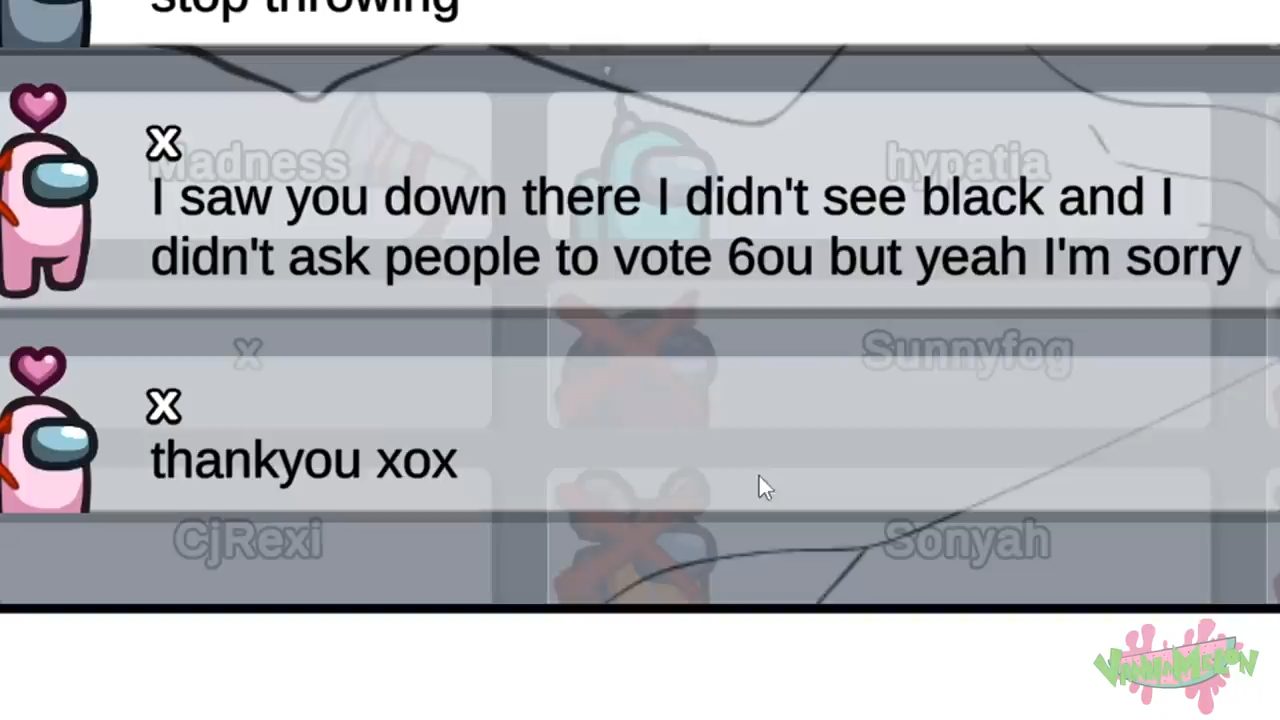 stop throwing
x
Madness
hypatia
I saw you down there I didn't see black and I
didn't ask people to vote 6ou but yeah I'm sorry
x
Sunnyfog
x
thankyou xox
CjRexi
Sonyah
VannaMelon